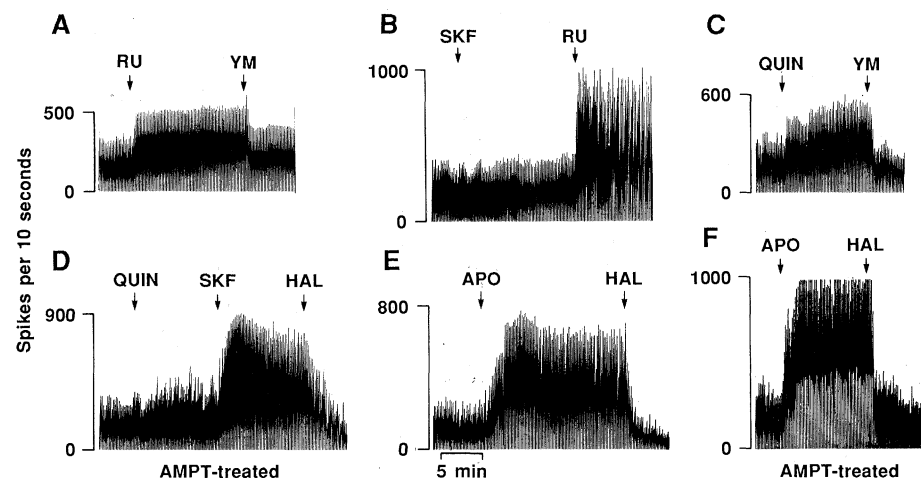 A
RU YM
500
0
B
SKF RU
1000
0
C
QUIN YM
600
0
Spikes per 10 seconds
D
QUIN SKF HAL
900
0
AMPT-treated
E
APO HAL
800
0
5 min
F
APO HAL
1000
0
AMPT-treated